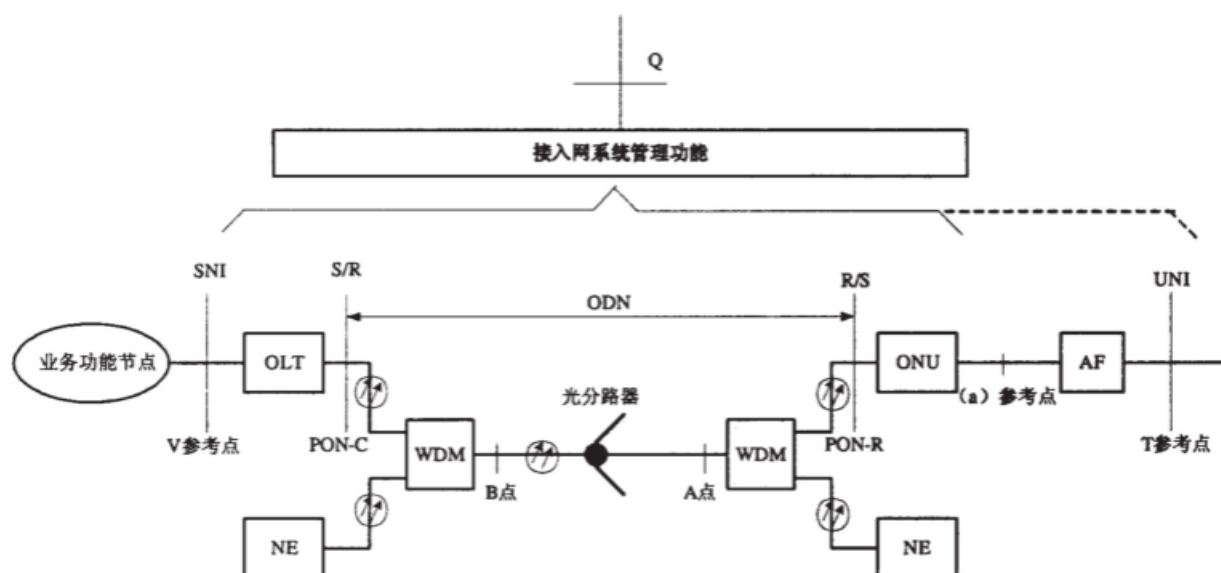 Q
接入网系统管理功能
SNI
S/R
R/S
UNI
ODN
业务功能节点
OLT
ONU
AF
(a) 参考点
光分路器
V参考点
PON-C
WDM
B点
A点
WDM
PON-R
T参考点
NE
NE